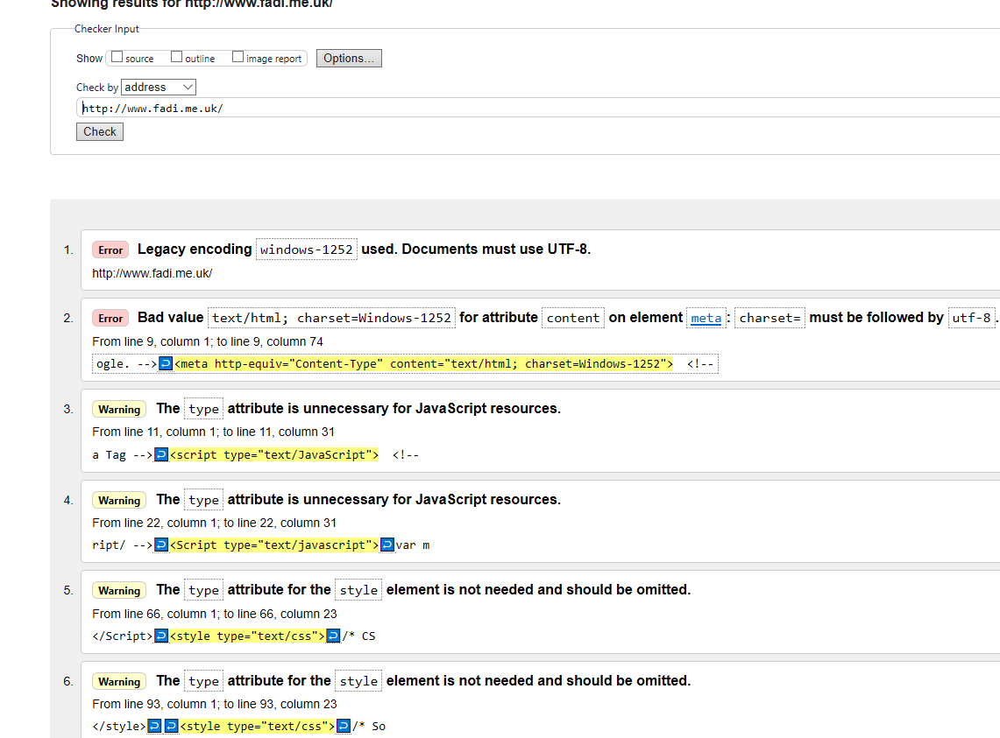 Showing results for http://www.fadi.me.uk/
Checker Input
Show source outline image report Options...
Check by address
http://www.fadi.me.uk/
Check
1. Error Legacy encoding windows-1252 used. Documents must use UTF-8.
http://www.fadi.me.uk/
2. Error Bad value text/html; charset=Windows-1252 for attribute content on element meta: charset= must be followed by utf-8.
From line 9, column 1; to line 9, column 74
ogle. --><meta http-equiv="Content-Type" content="text/html; charset=Windows-1252"> <!--
3. Warning The type attribute is unnecessary for JavaScript resources.
From line 11, column 1; to line 11, column 31
a Tag --><script type="text/JavaScript"> <!--
4. Warning The type attribute is unnecessary for JavaScript resources.
From line 22, column 1; to line 22, column 31
ript/ --><Script type="text/javascript">var m
5. Warning The type attribute for the style element is not needed and should be omitted.
From line 66, column 1; to line 66, column 23
</Script><style type="text/css">/* CS
6. Warning The type attribute for the style element is not needed and should be omitted.
From line 93, column 1; to line 93, column 23
</style><style type="text/css">/* So